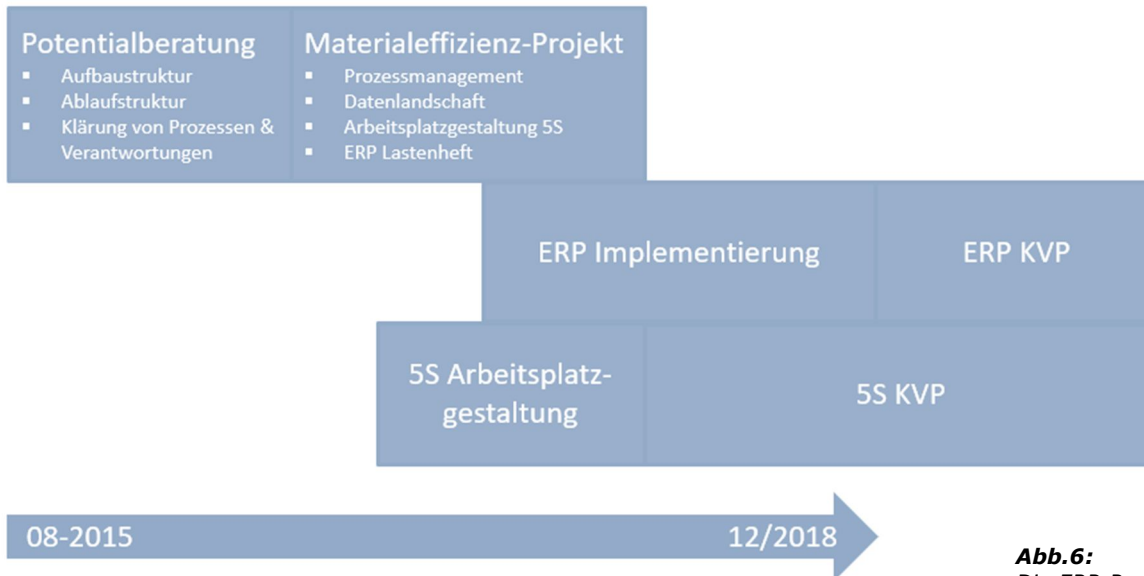 Potentialberatung
▪ Aufbaustruktur
▪ Ablaufstruktur
▪ Klärung von Prozessen &
Verantwortungen
Materialeffizienz-Projekt
▪ Prozessmanagement
▪ Datenlandschaft
▪ Arbeitsplatzgestaltung 5S
▪ ERP Lastenheft
ERP Implementierung
ERP KVP
5S Arbeitsplatz-
gestaltung
5S KVP
08-2015
12/2018
Abb.6: